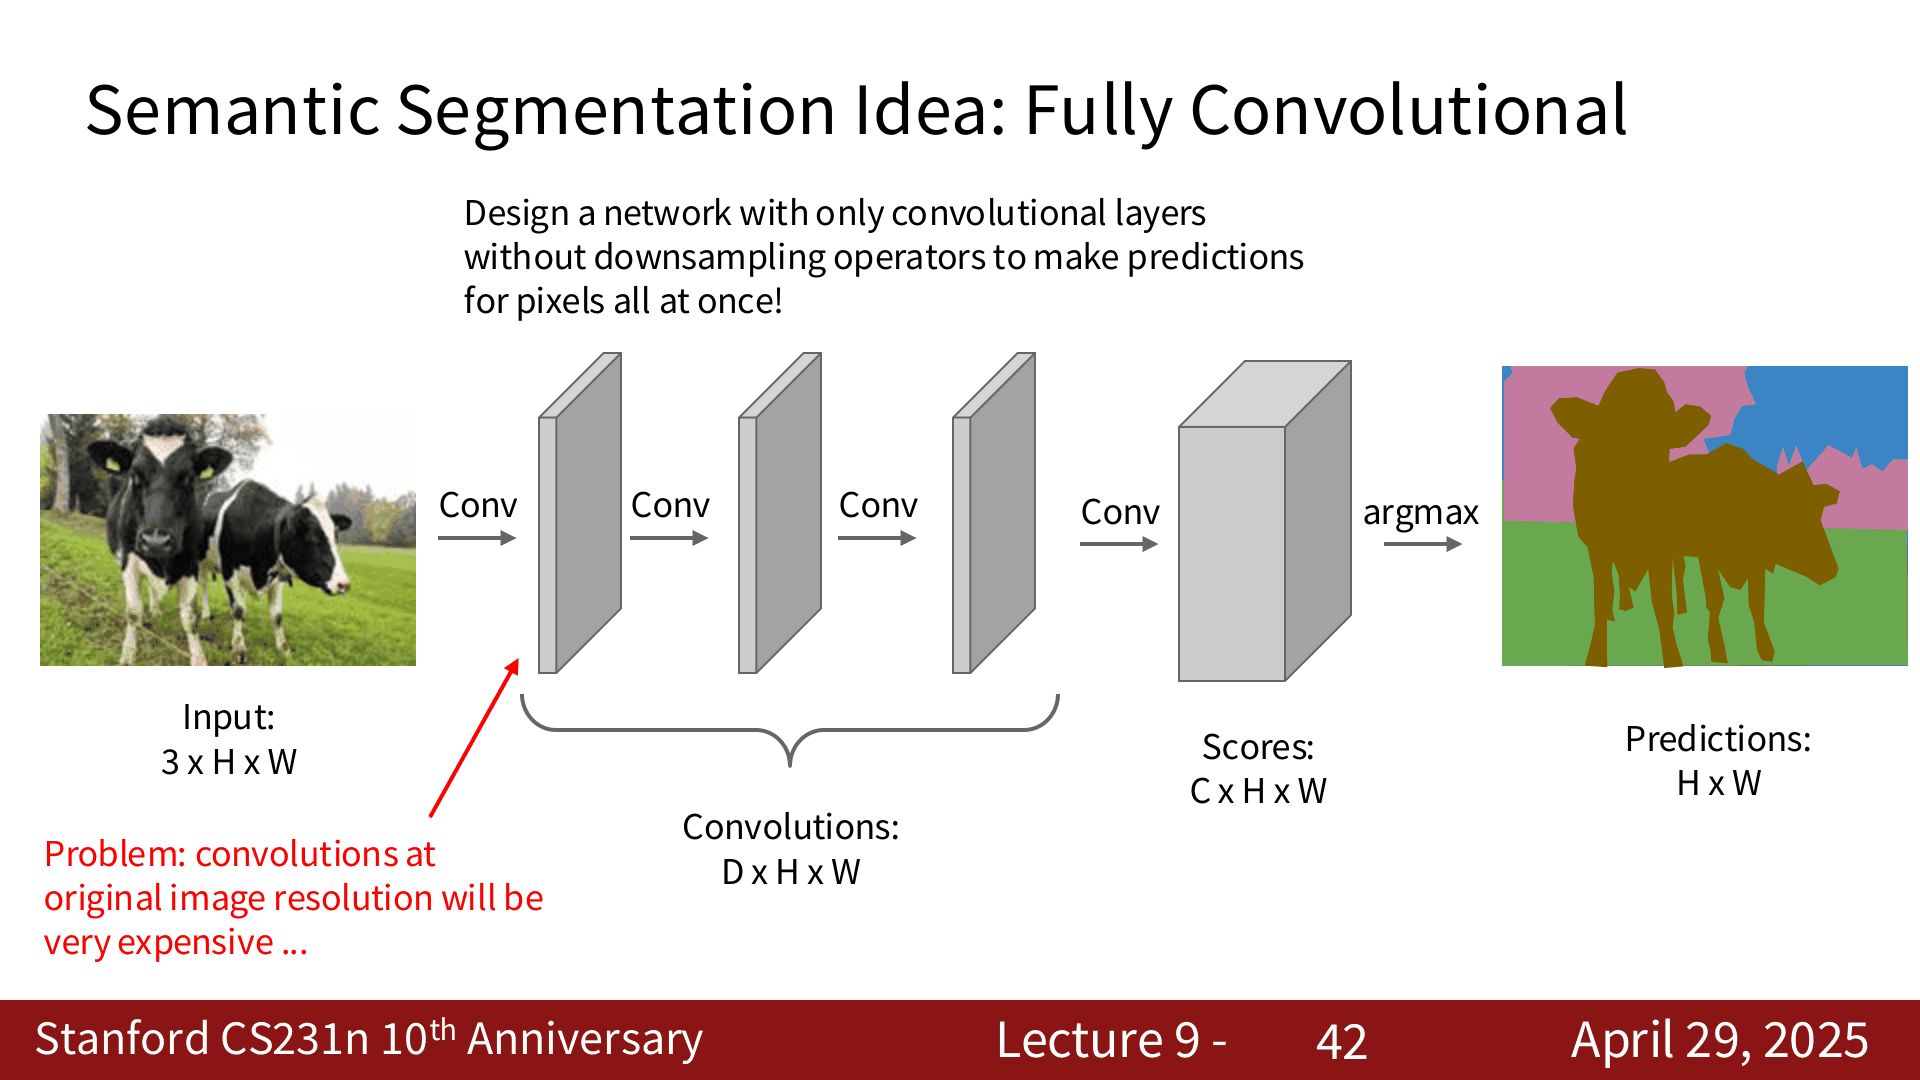 Semantic Segmentation Idea: Fully Convolutional
Design a network with only convolutional layers
without downsampling operators to make predictions
for pixels all at once!
Conv
Conv
Conv
Conv
argmax
Input:
3 x H x W
Problem: convolutions at
original image resolution will be
very expensive ...
Convolutions:
D x H x W
Scores:
C x H x W
Predictions:
H x W
Stanford CS231n 10th Anniversary
Lecture 9 - 42
April 29, 2025